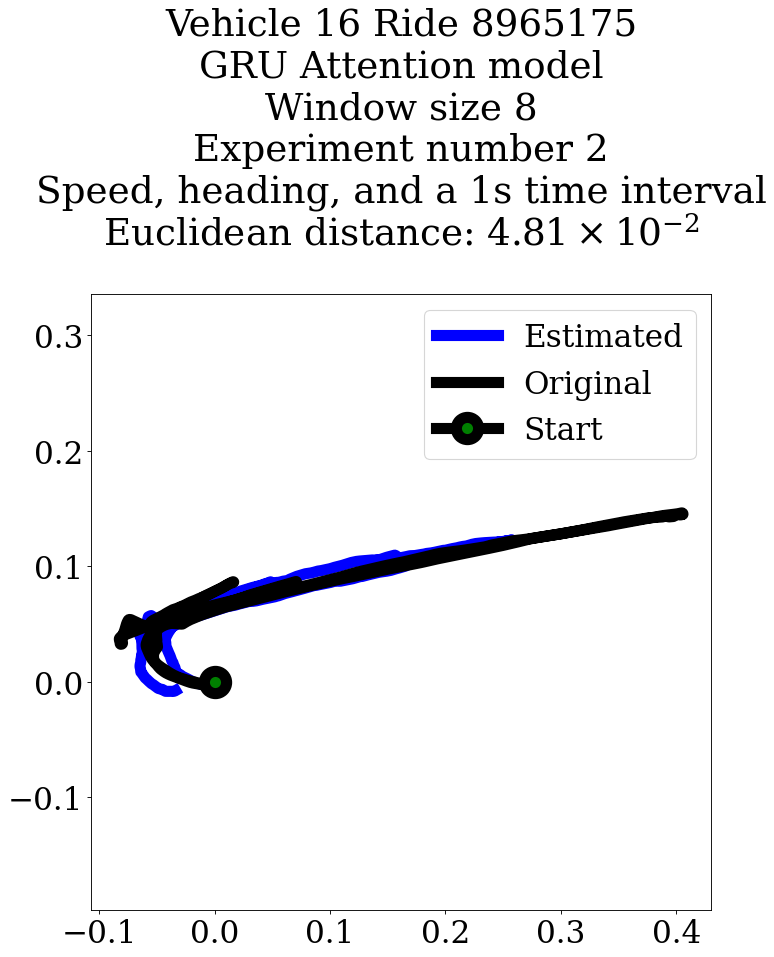 Vehicle 16 Ride 8965175
GRU Attention model
Window size 8
Experiment number 2
Speed, heading, and a 1s time interval
Euclidean distance: 4.81 × 10⁻²
Estimated
Original
Start
0.3
0.2
0.1
0.0
−0.1
−0.1 0.0 0.1 0.2 0.3 0.4